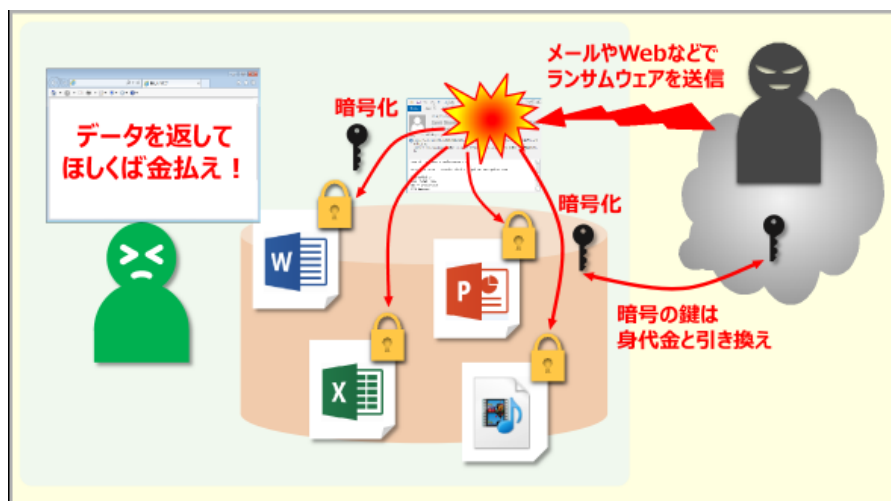 メールやWebなどで
ランサムウェアを送信
暗号化
データを返して
ほしくば金払え！
暗号化
W
P
暗号の鍵は
身代金と引き換え
X